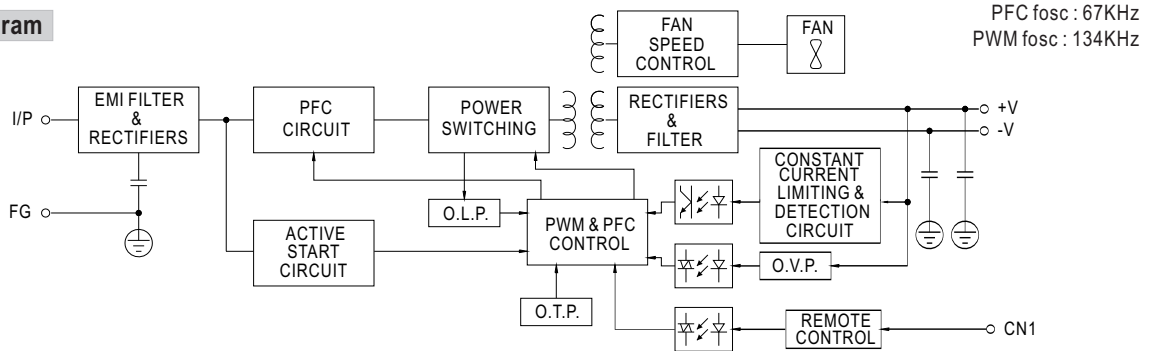 ram
PFC fosc : 67KHz
PWM fosc : 134KHz
FAN
SPEED
CONTROL
FAN
I/P
EMI FILTER
&
RECTIFIERS
PFC
CIRCUIT
POWER
SWITCHING
RECTIFIERS
&
FILTER
+V
-V
FG
ACTIVE
START
CIRCUIT
O.L.P.
PWM & PFC
CONTROL
CONSTANT
CURRENT
LIMITING &
DETECTION
CIRCUIT
O.V.P.
O.T.P.
REMOTE
CONTROL
CN1